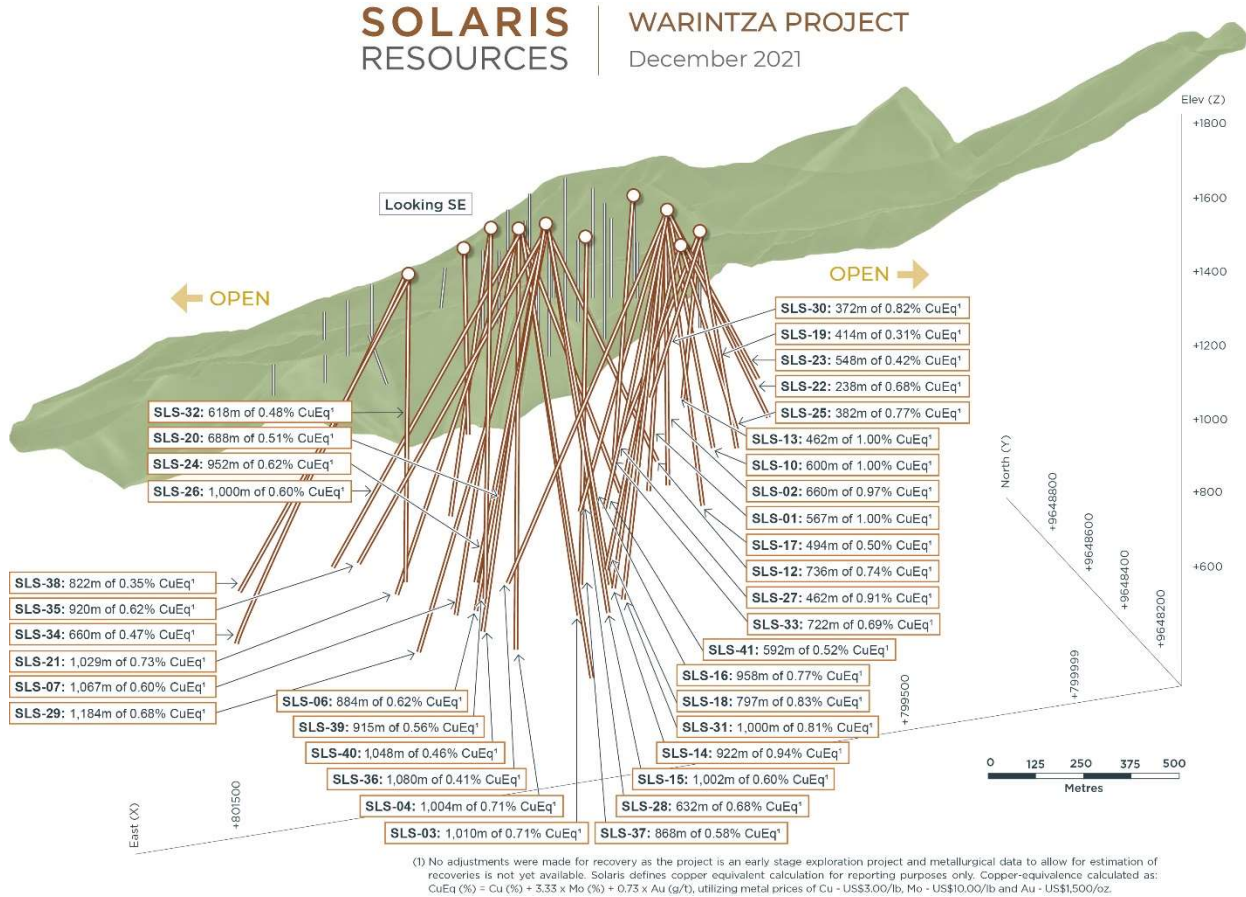 SOLARIS
RESOURCES
WARINTZA PROJECT
December 2021
Elev (Z)
+1800
+1600
+1400
+1200
+1000
+800
+600
Looking SE
OPEN
OPEN
SLS-30: 372m of 0.82% CuEq¹
SLS-19: 414m of 0.31% CuEq¹
SLS-23: 548m of 0.42% CuEq¹
SLS-22: 238m of 0.68% CuEq¹
SLS-25: 382m of 0.77% CuEq¹
SLS-13: 462m of 1.00% CuEq¹
SLS-10: 600m of 1.00% CuEq¹
SLS-02: 660m of 0.97% CuEq¹
SLS-01: 567m of 1.00% CuEq¹
SLS-17: 494m of 0.50% CuEq¹
SLS-12: 736m of 0.74% CuEq¹
SLS-27: 462m of 0.91% CuEq¹
SLS-33: 722m of 0.69% CuEq¹
SLS-41: 592m of 0.52% CuEq¹
SLS-16: 958m of 0.77% CuEq¹
SLS-18: 797m of 0.83% CuEq¹
SLS-31: 1,000m of 0.81% CuEq¹
SLS-14: 922m of 0.94% CuEq¹
SLS-15: 1,002m of 0.60% CuEq¹
SLS-28: 632m of 0.68% CuEq¹
SLS-37: 868m of 0.58% CuEq¹
SLS-32: 618m of 0.48% CuEq¹
SLS-20: 688m of 0.51% CuEq¹
SLS-24: 952m of 0.62% CuEq¹
SLS-26: 1,000m of 0.60% CuEq¹
SLS-38: 822m of 0.35% CuEq¹
SLS-35: 920m of 0.62% CuEq¹
SLS-34: 660m of 0.47% CuEq¹
SLS-21: 1,029m of 0.73% CuEq¹
SLS-07: 1,067m of 0.60% CuEq¹
SLS-29: 1,184m of 0.68% CuEq¹
SLS-06: 884m of 0.62% CuEq¹
SLS-39: 915m of 0.56% CuEq¹
SLS-40: 1,048m of 0.46% CuEq¹
SLS-36: 1,080m of 0.41% CuEq¹
SLS-04: 1,004m of 0.71% CuEq¹
SLS-03: 1,010m of 0.71% CuEq¹
North (Y)
+9648800
+9648600
+9648400
+9648200
+799999
+799500
+801500
East (X)
0 125 250 375 500
Metres
(1) No adjustments were made for recovery as the project is an early stage exploration project and metallurgical data to allow for estimation of
recoveries is not yet available. Solaris defines copper equivalent calculation for reporting purposes only. Copper-equivalence calculated as:
CuEq (%) = Cu (%) + 3.33 x Mo (%) + 0.73 x Au (g/t), utilizing metal prices of Cu - US$3.00/lb, Mo - US$10.00/lb and Au - US$1,500/oz.